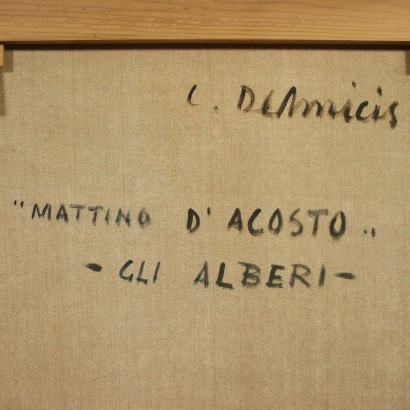 C. DeAmicis
"MATTINO D'AGOSTO"
- GLI ALBERI -